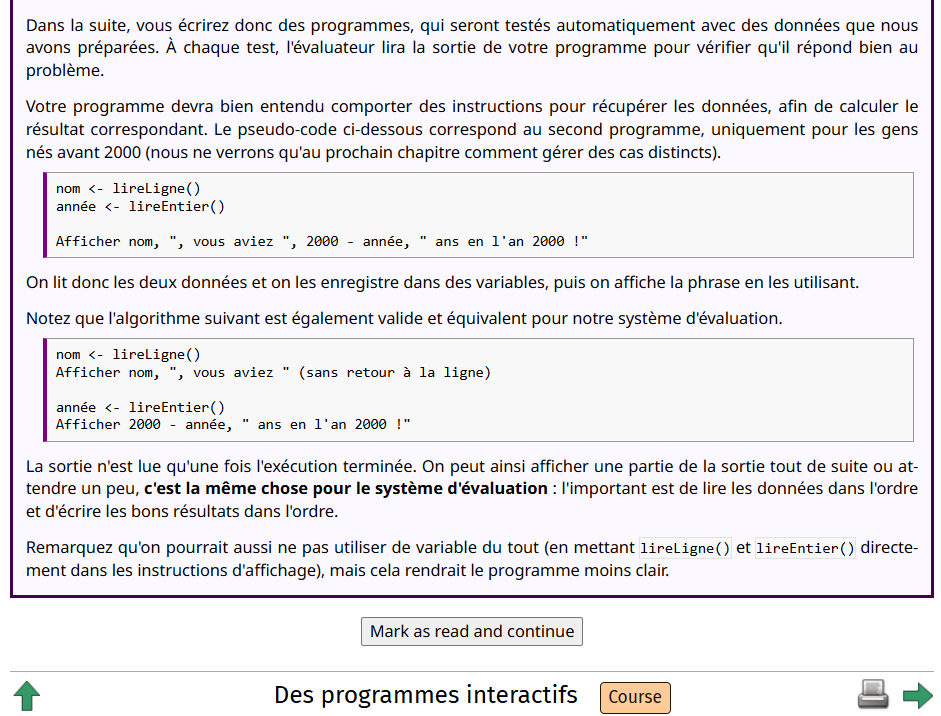 Dans la suite, vous écrirez donc des programmes, qui seront testés automatiquement avec des données que nous
avons préparées. À chaque test, l'évaluateur lira la sortie de votre programme pour vérifier qu'il répond bien au
problème.
Votre programme devra bien entendu comporter des instructions pour récupérer les données, afin de calculer le
résultat correspondant. Le pseudo-code ci-dessous correspond au second programme, uniquement pour les gens
nés avant 2000 (nous ne verrons qu'au prochain chapitre comment gérer des cas distincts).
nom <- lireLigne()
année <- lireEntier()
Afficher nom, ", vous aviez ", 2000 - année, " ans en l'an 2000 !"
On lit donc les deux données et on les enregistre dans des variables, puis on affiche la phrase en les utilisant.
Notez que l'algorithme suivant est également valide et équivalent pour notre système d'évaluation.
nom <- lireLigne()
Afficher nom, ", vous aviez " (sans retour à la ligne)
année <- lireEntier()
Afficher 2000 - année, " ans en l'an 2000 !"
La sortie n'est lue qu'une fois l'exécution terminée. On peut ainsi afficher une partie de la sortie tout de suite ou at-
tendre un peu, c'est la même chose pour le système d'évaluation : l'important est de lire les données dans l'ordre
et d'écrire les bons résultats dans l'ordre.
Remarquez qu'on pourrait aussi ne pas utiliser de variable du tout (en mettant lireLigne() et lireEntier() directe-
ment dans les instructions d'affichage), mais cela rendrait le programme moins clair.
Mark as read and continue
Des programmes interactifs Course